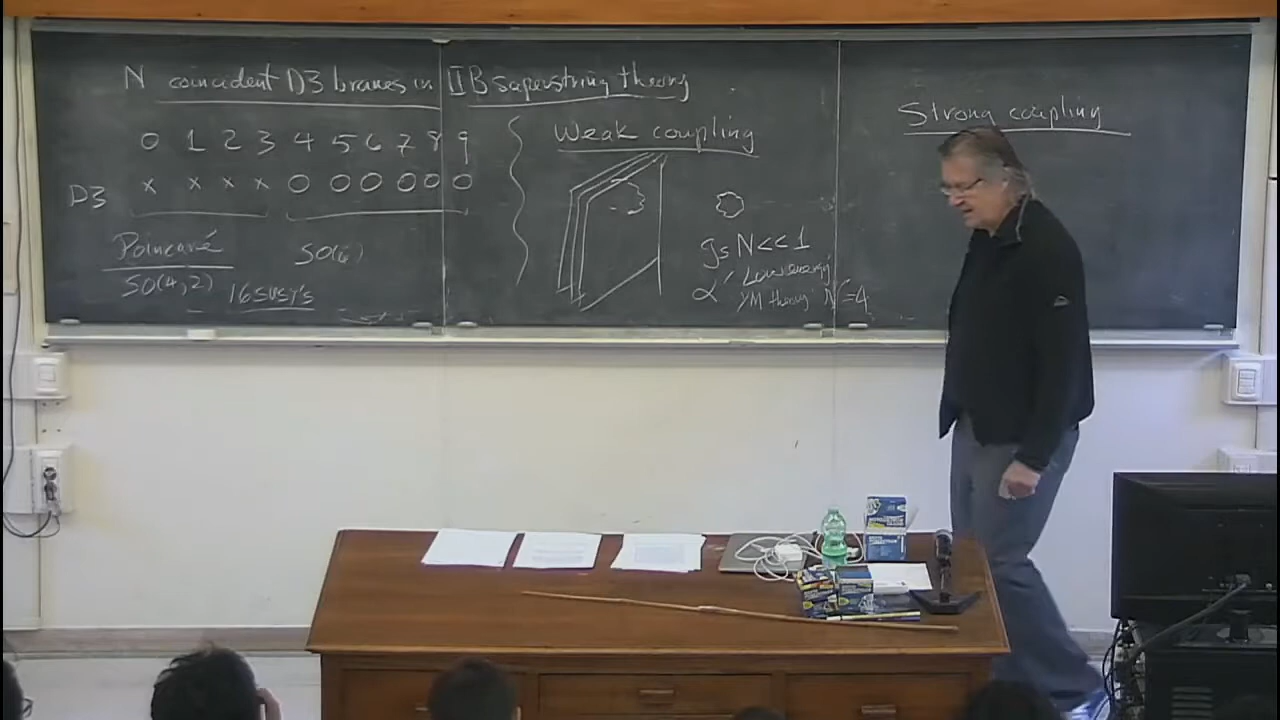 N coincident D3 branes in IIB superstring theory
0 1 2 3 4 5 6 7 8 9
D3 x x x x 0 0 0 0 0 0
Poincaré
SO(4,2)
16 SUSY's
SO(6)
Weak coupling
gs N << 1
α' Low energy
YM theory N=4
Strong coupling